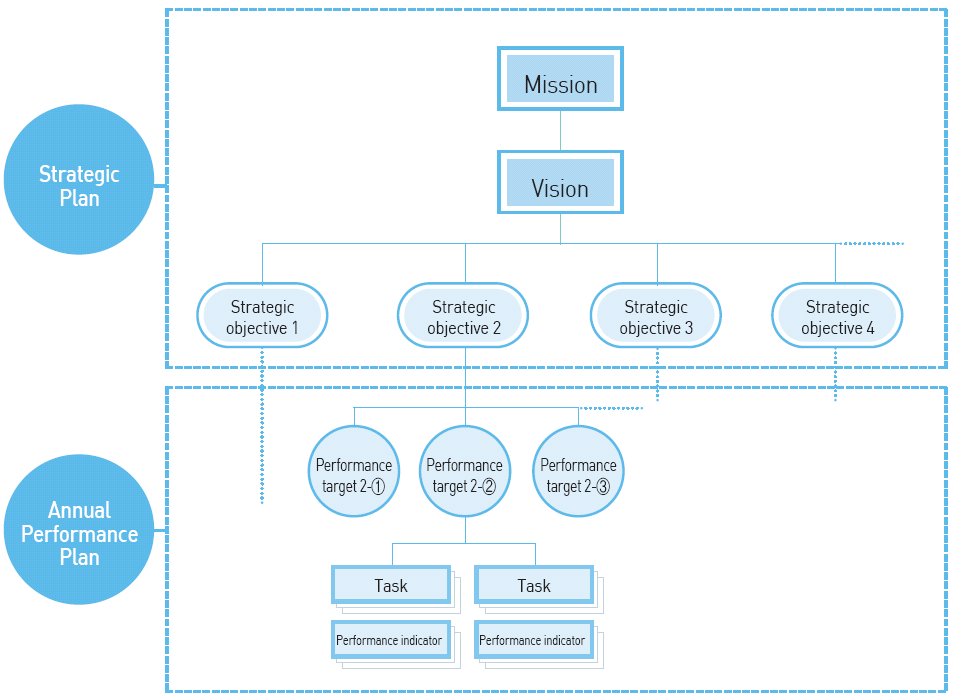 Mission
Strategic
Plan
Vision
Strategic
objective 1
Strategic
objective 2
Strategic
objective 3
Strategic
objective 4
Performance
target 2-①
Performance
target 2-②
Performance
target 2-③
Annual
Performance
Plan
Task
Task
Performance indicator
Performance indicator